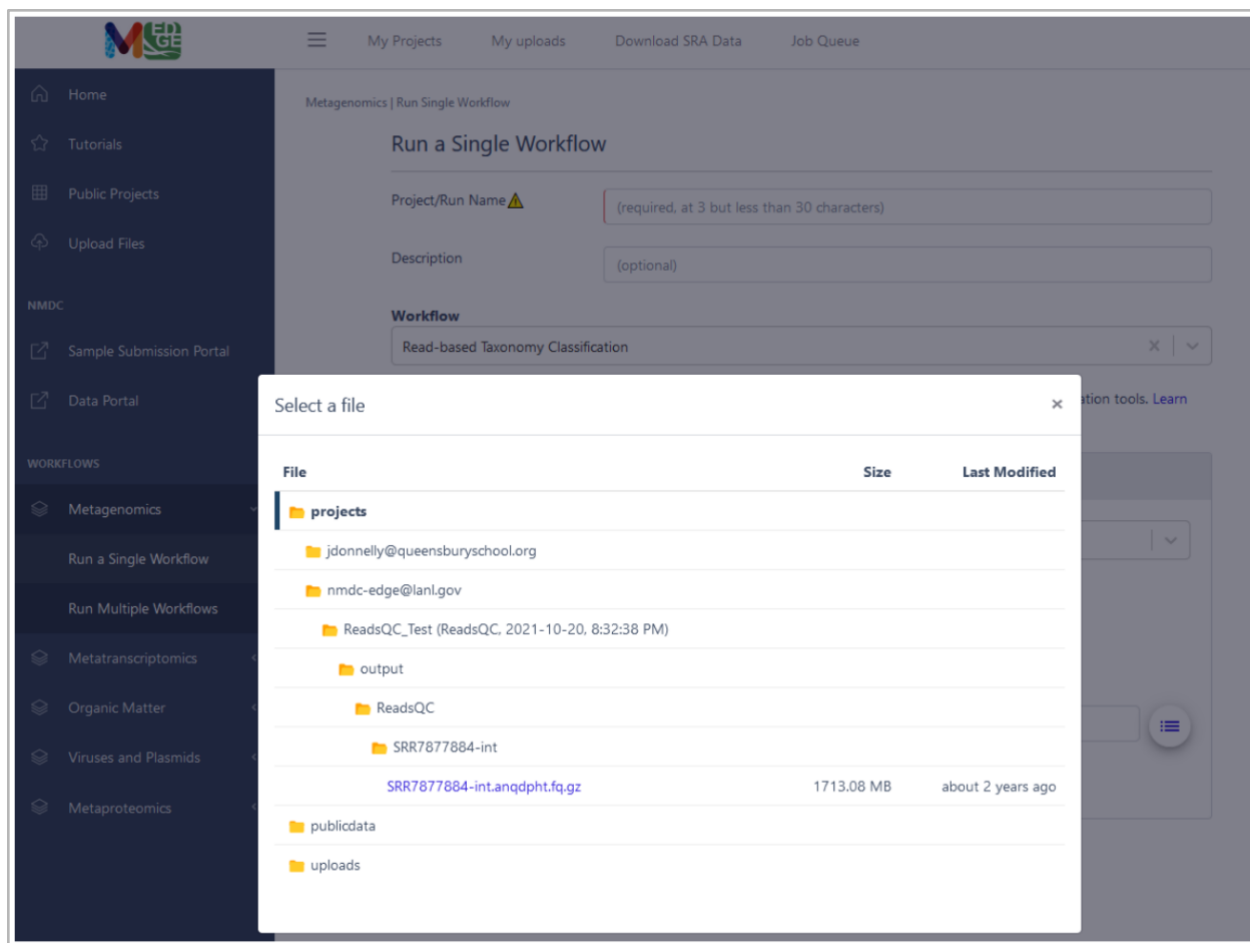 M ED GE
My Projects My uploads Download SRA Data Job Queue
Home
Tutorials
Public Projects
Upload Files
NMDC
Sample Submission Portal
Data Portal
WORKFLOWS
Metagenomics
Run a Single Workflow
Run Multiple Workflows
Metatranscriptomics
Organic Matter
Viruses and Plasmids
Metaproteomics
Metagenomics | Run Single Workflow
Run a Single Workflow
Project/Run Name (required, at 3 but less than 30 characters)
Description (optional)
Workflow
Read-based Taxonomy Classification
ation tools. Learn
Select a file ×
File Size Last Modified
projects
jdonnelly@queensburyschool.org
nmdc-edge@lanl.gov
ReadsQC_Test (ReadsQC, 2021-10-20, 8:32:38 PM)
output
ReadsQC
SRR7877884-int
SRR7877884-int.anqdpht.fq.gz 1713.08 MB about 2 years ago
publicdata
uploads